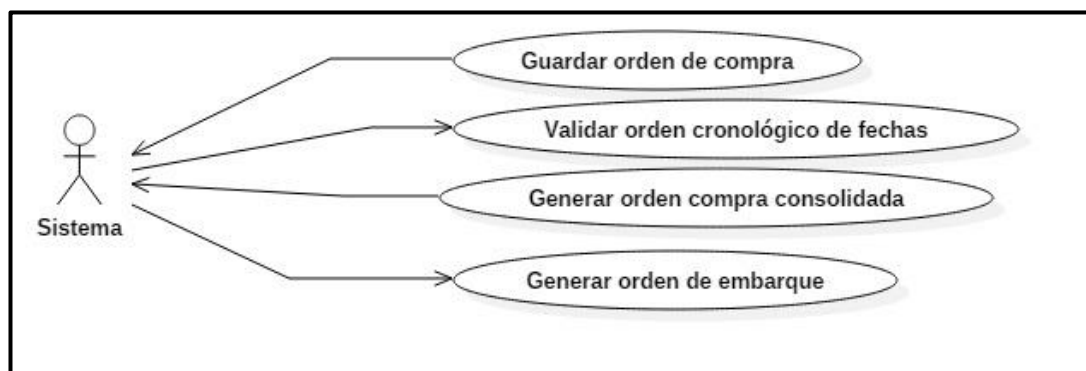 Guardar orden de compra
Validar orden cronológico de fechas
Generar orden compra consolidada
Sistema
Generar orden de embarque